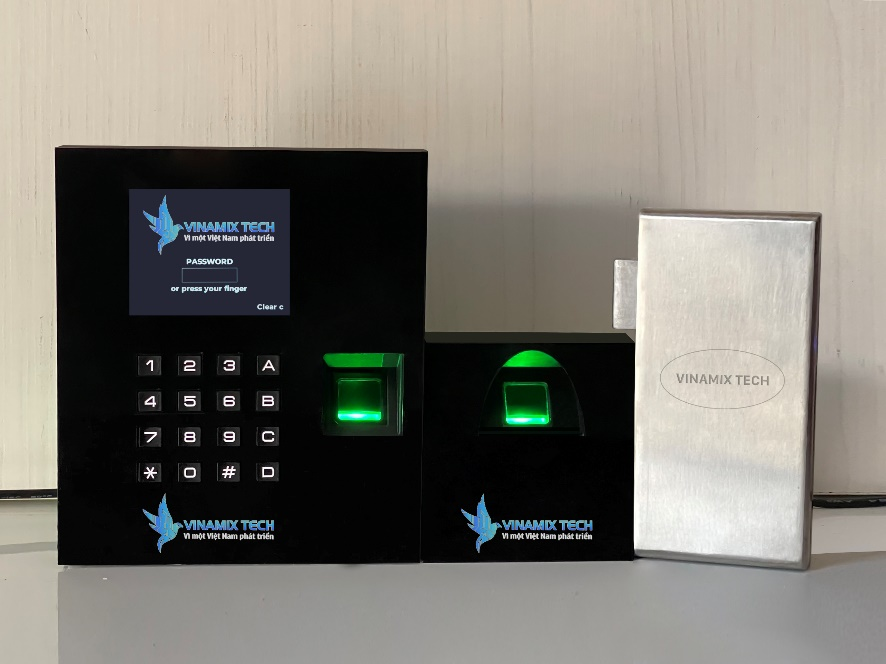 VINAMIX TECH
Vì một Việt Nam phát triển
PASSWORD
or press your finger
Clear c
1 2 3 A
4 5 6 B
7 8 9 C
* 0 # D
VINAMIX TECH
Vì một Việt Nam phát triển
VINAMIX TECH
Vì một Việt Nam phát triển
VINAMIX TECH